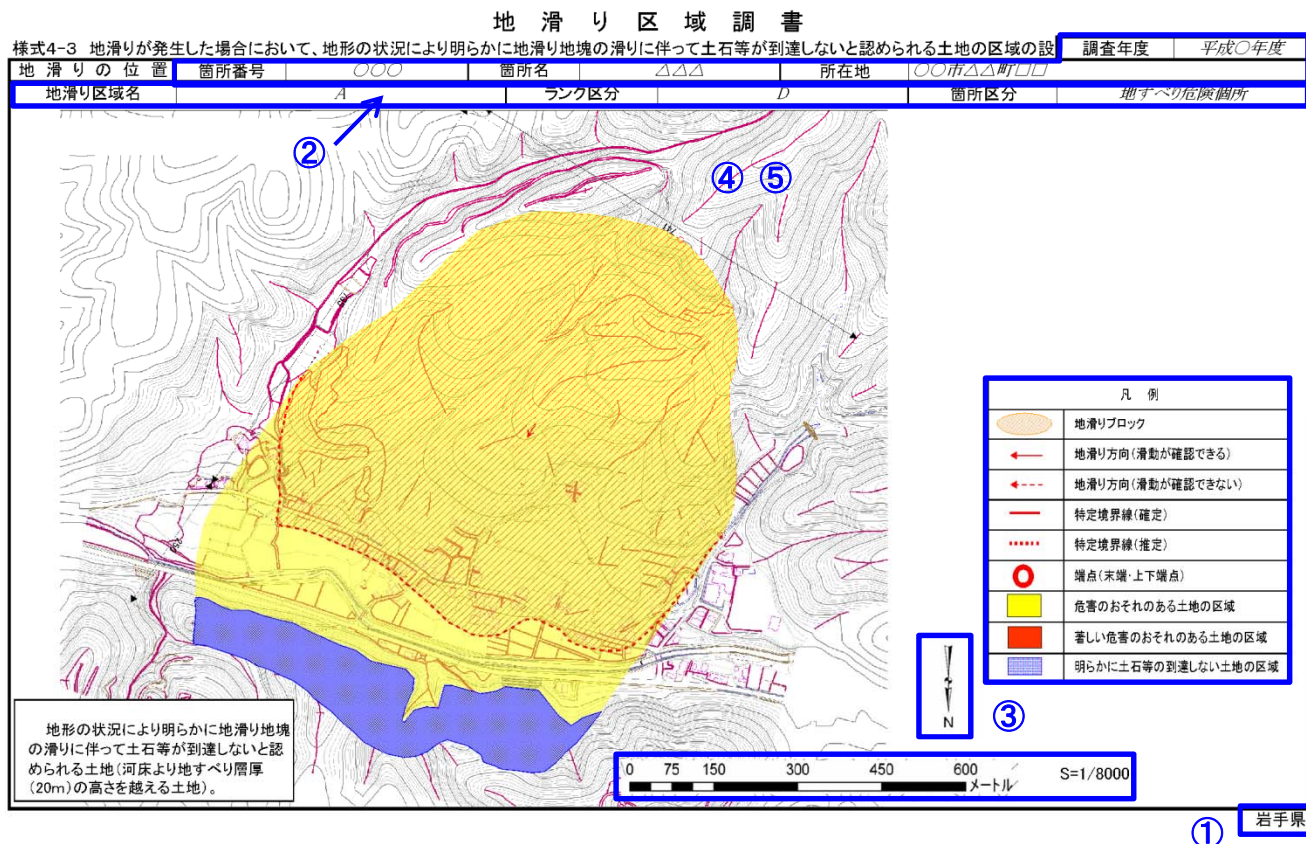 地滑り区域調書
様式4-3 地滑りが発生した場合において、地形の状況により明らかに地滑り地塊の滑りに伴って土石等が到達しないと認められる土地の区域の設
調査年度 平成〇年度
地滑りの位置 箇所番号 〇〇〇 箇所名 △△△ 所在地 〇〇市△△町□□
地滑り区域名 A ランク区分 D 箇所区分 地すべり危険個所
②
④ ⑤
741
凡 例
地滑りブロック
地滑り方向(滑動が確認できる)
地滑り方向(滑動が確認できない)
特定境界線(確定)
特定境界線(推定)
端点(末端・上下端点)
危害のおそれのある土地の区域
著しい危害のおそれのある土地の区域
明らかに土石等の到達しない土地の区域
N
③
地形の状況により明らかに地滑り地塊
の滑りに伴って土石等が到達しないと認
められる土地(河床より地すべり層厚
(20m)の高さを越える土地)。
0 75 150 300 450 600
メートル
S=1/8000
①
岩手県